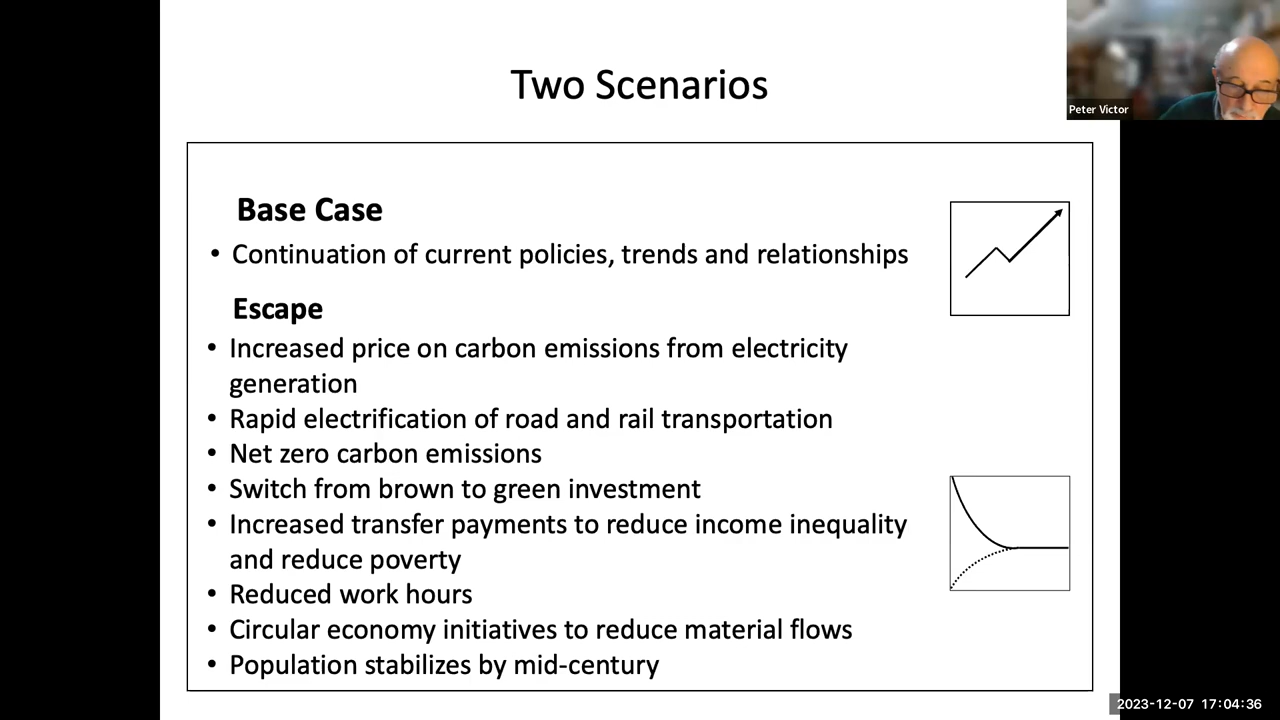 Two Scenarios
Peter Victor
Base Case
• Continuation of current policies, trends and relationships
Escape
• Increased price on carbon emissions from electricity
generation
• Rapid electrification of road and rail transportation
• Net zero carbon emissions
• Switch from brown to green investment
• Increased transfer payments to reduce income inequality
and reduce poverty
• Reduced work hours
• Circular economy initiatives to reduce material flows
• Population stabilizes by mid-century
2023-12-07 17:04:36